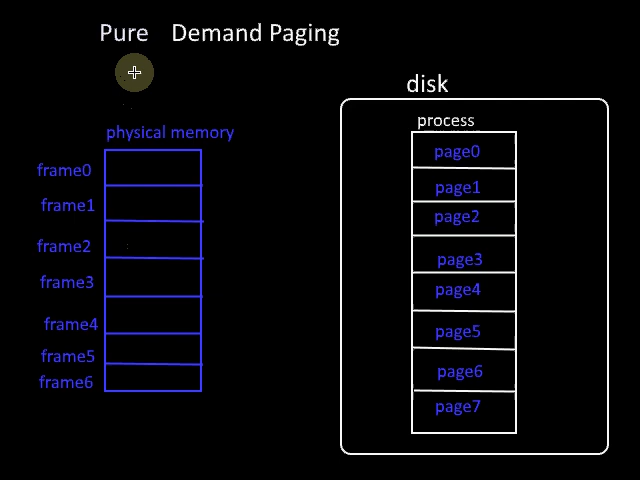 Pure Demand Paging
disk
process
physical memory
frame0
frame1
frame2
frame3
frame4
frame5
frame6
page0
page1
page2
page3
page4
page5
page6
page7